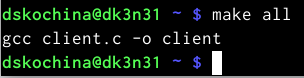 dskochina@dk3n31 ~ $ make all
gcc client.c -o client
dskochina@dk3n31 ~ $